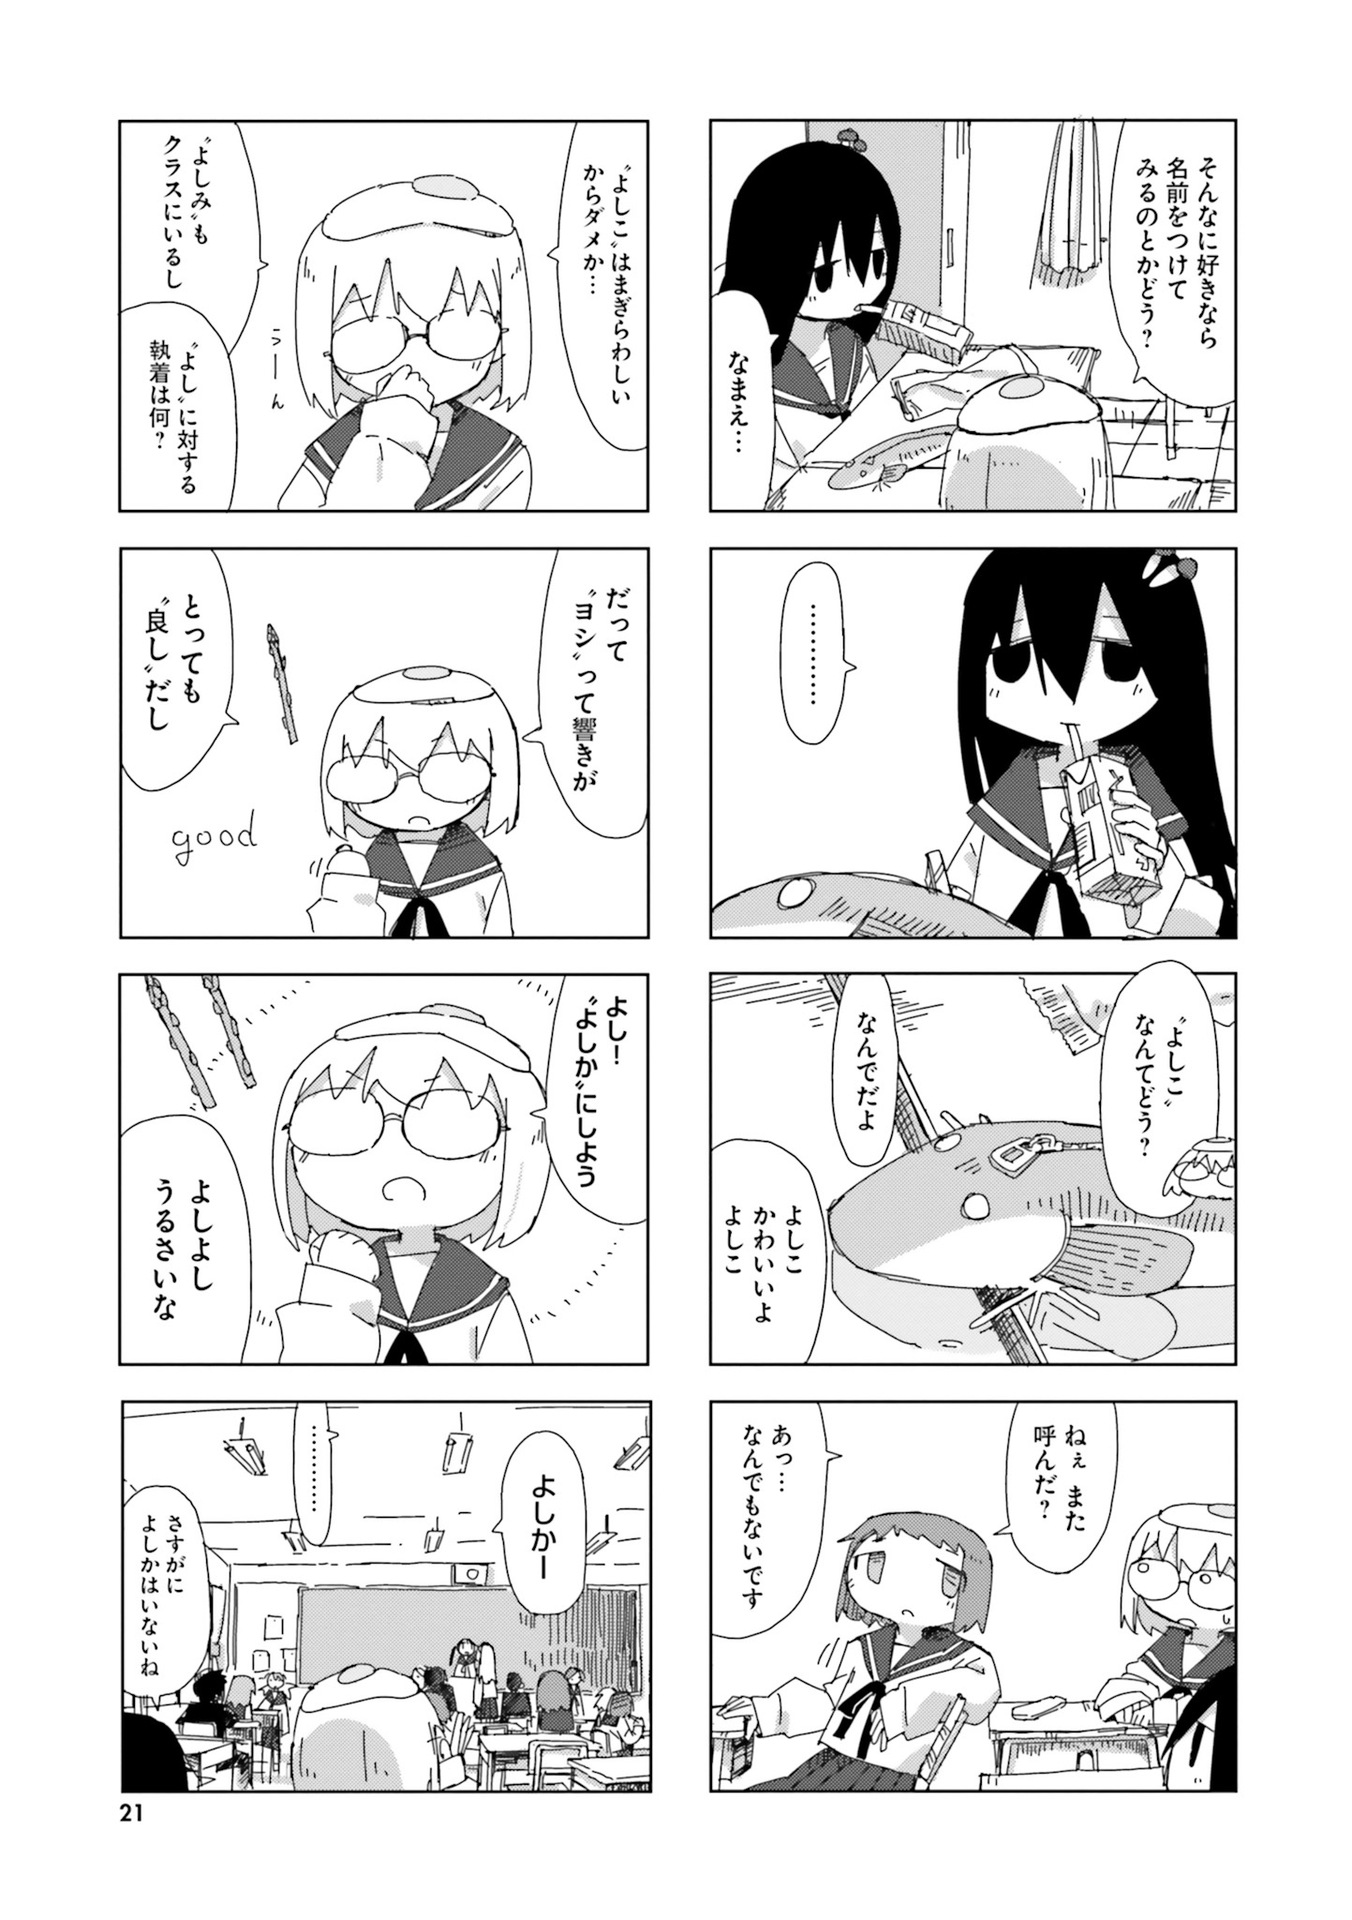 そんなに好きなら
名前をつけて
みるのとかどう?
なまえ…
…………
〝よしこ〟
なんてどう?
なんでだよ
よしこ
かわいいよ
よしこ
ねぇ また
呼んだ?
あっ…
なんでもないです
〝よしこ〟はまぎらわしい
からダメか…
うーん
〝よしみ〟も
クラスにいるし
〝よし〟に対する
執着は何?
だって
〝ヨシ〟って響きが
とっても
〝良し〟だし
good
よし!
〝よしか〟にしよう
よしよし
うるさいな
よしかー
…………
さすがに
よしかはいないね
21